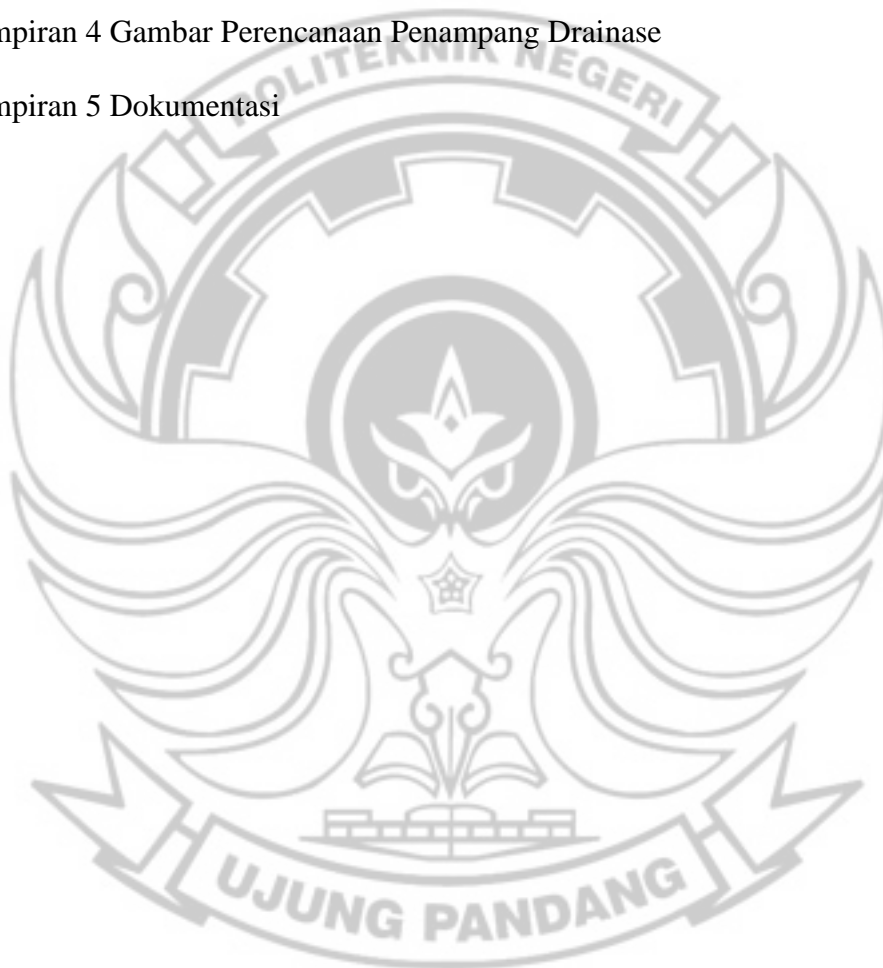 mpiran 4 Gambar Perencanaan Penampang Drainase
mpiran 5 Dokumentasi
POLITEKNIK NEGERI
UJUNG PANDANG